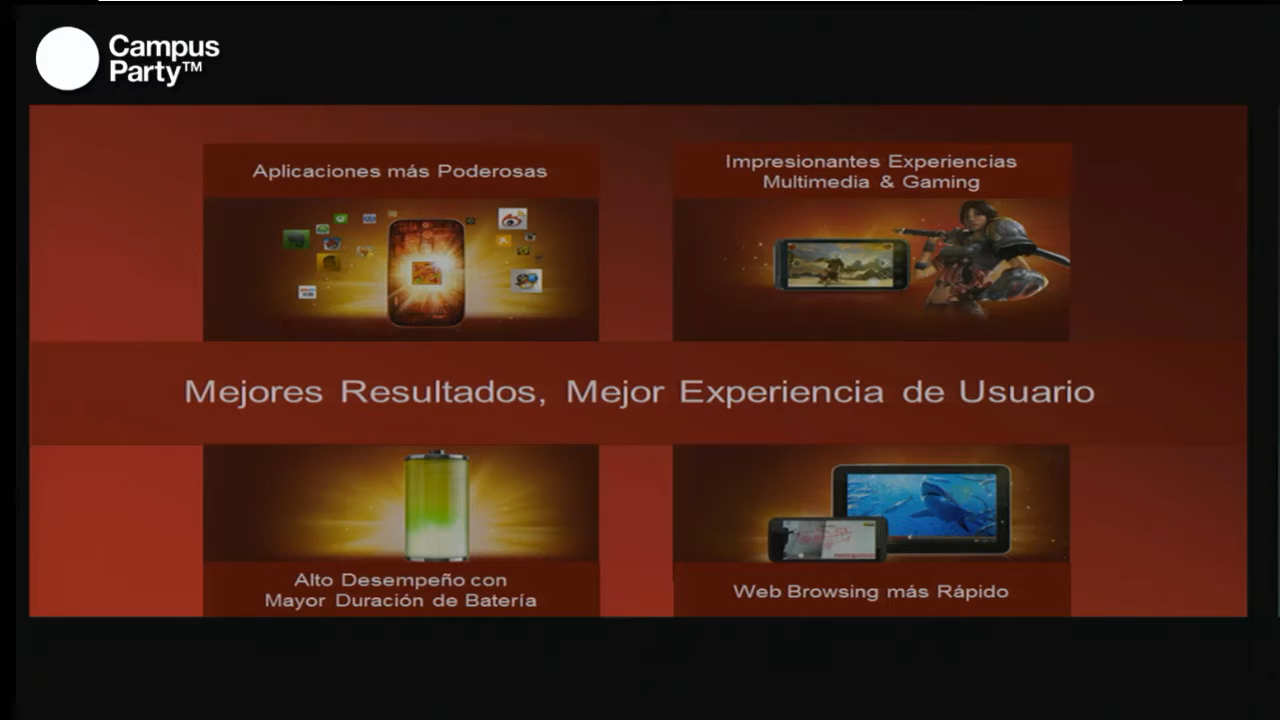 Campus
Party™
Aplicaciones más Poderosas
Impresionantes Experiencias
Multimedia & Gaming
Mejores Resultados, Mejor Experiencia de Usuario
Alto Desempeño con
Mayor Duración de Batería
Web Browsing más Rápido